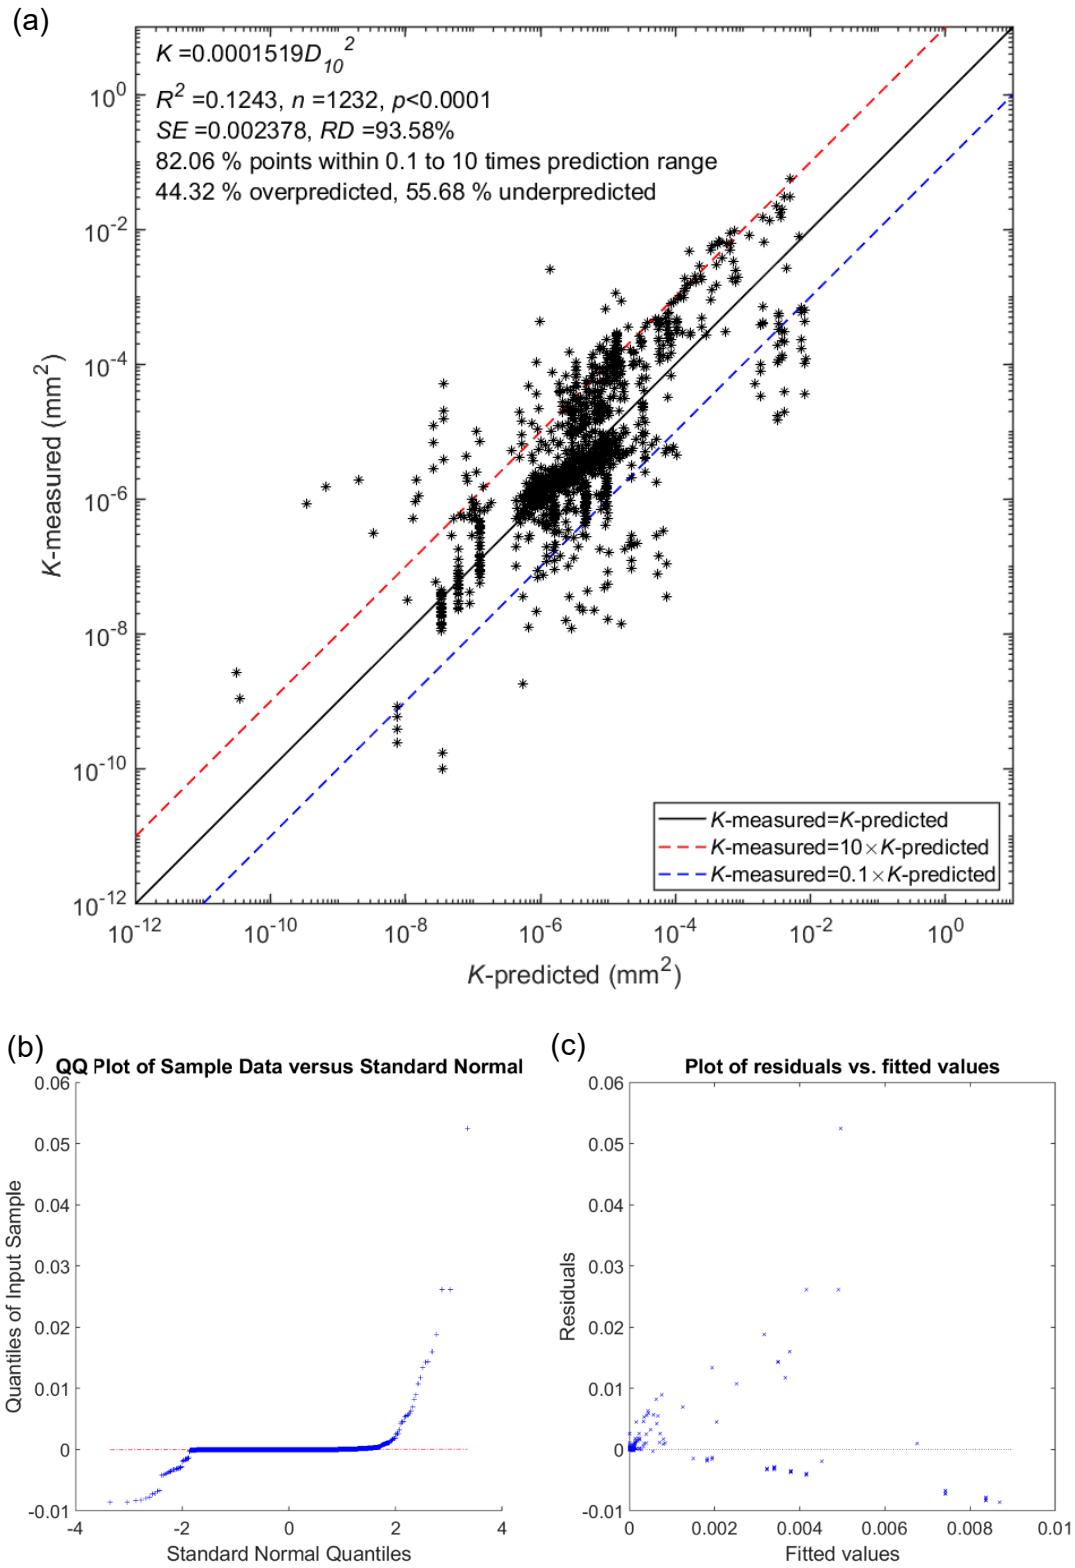 (a)
K =0.0001519D10^2
R^2 =0.1243, n =1232, p<0.0001
SE =0.002378, RD =93.58%
82.06 % points within 0.1 to 10 times prediction range
44.32 % overpredicted, 55.68 % underpredicted
10^0
10^-2
10^-4
10^-6
10^-8
10^-10
10^-12
K-measured (mm^2)
K-measured=K-predicted
K-measured=10×K-predicted
K-measured=0.1×K-predicted
10^-12 10^-10 10^-8 10^-6 10^-4 10^-2 10^0
K-predicted (mm^2)
(b)
QQ Plot of Sample Data versus Standard Normal
0.06
0.05
0.04
0.03
0.02
0.01
0
-0.01
Quantiles of Input Sample
-4 -2 0 2 4
Standard Normal Quantiles
(c)
Plot of residuals vs. fitted values
0.06
0.05
0.04
0.03
0.02
0.01
0
-0.01
Residuals
0 0.002 0.004 0.006 0.008 0.01
Fitted values